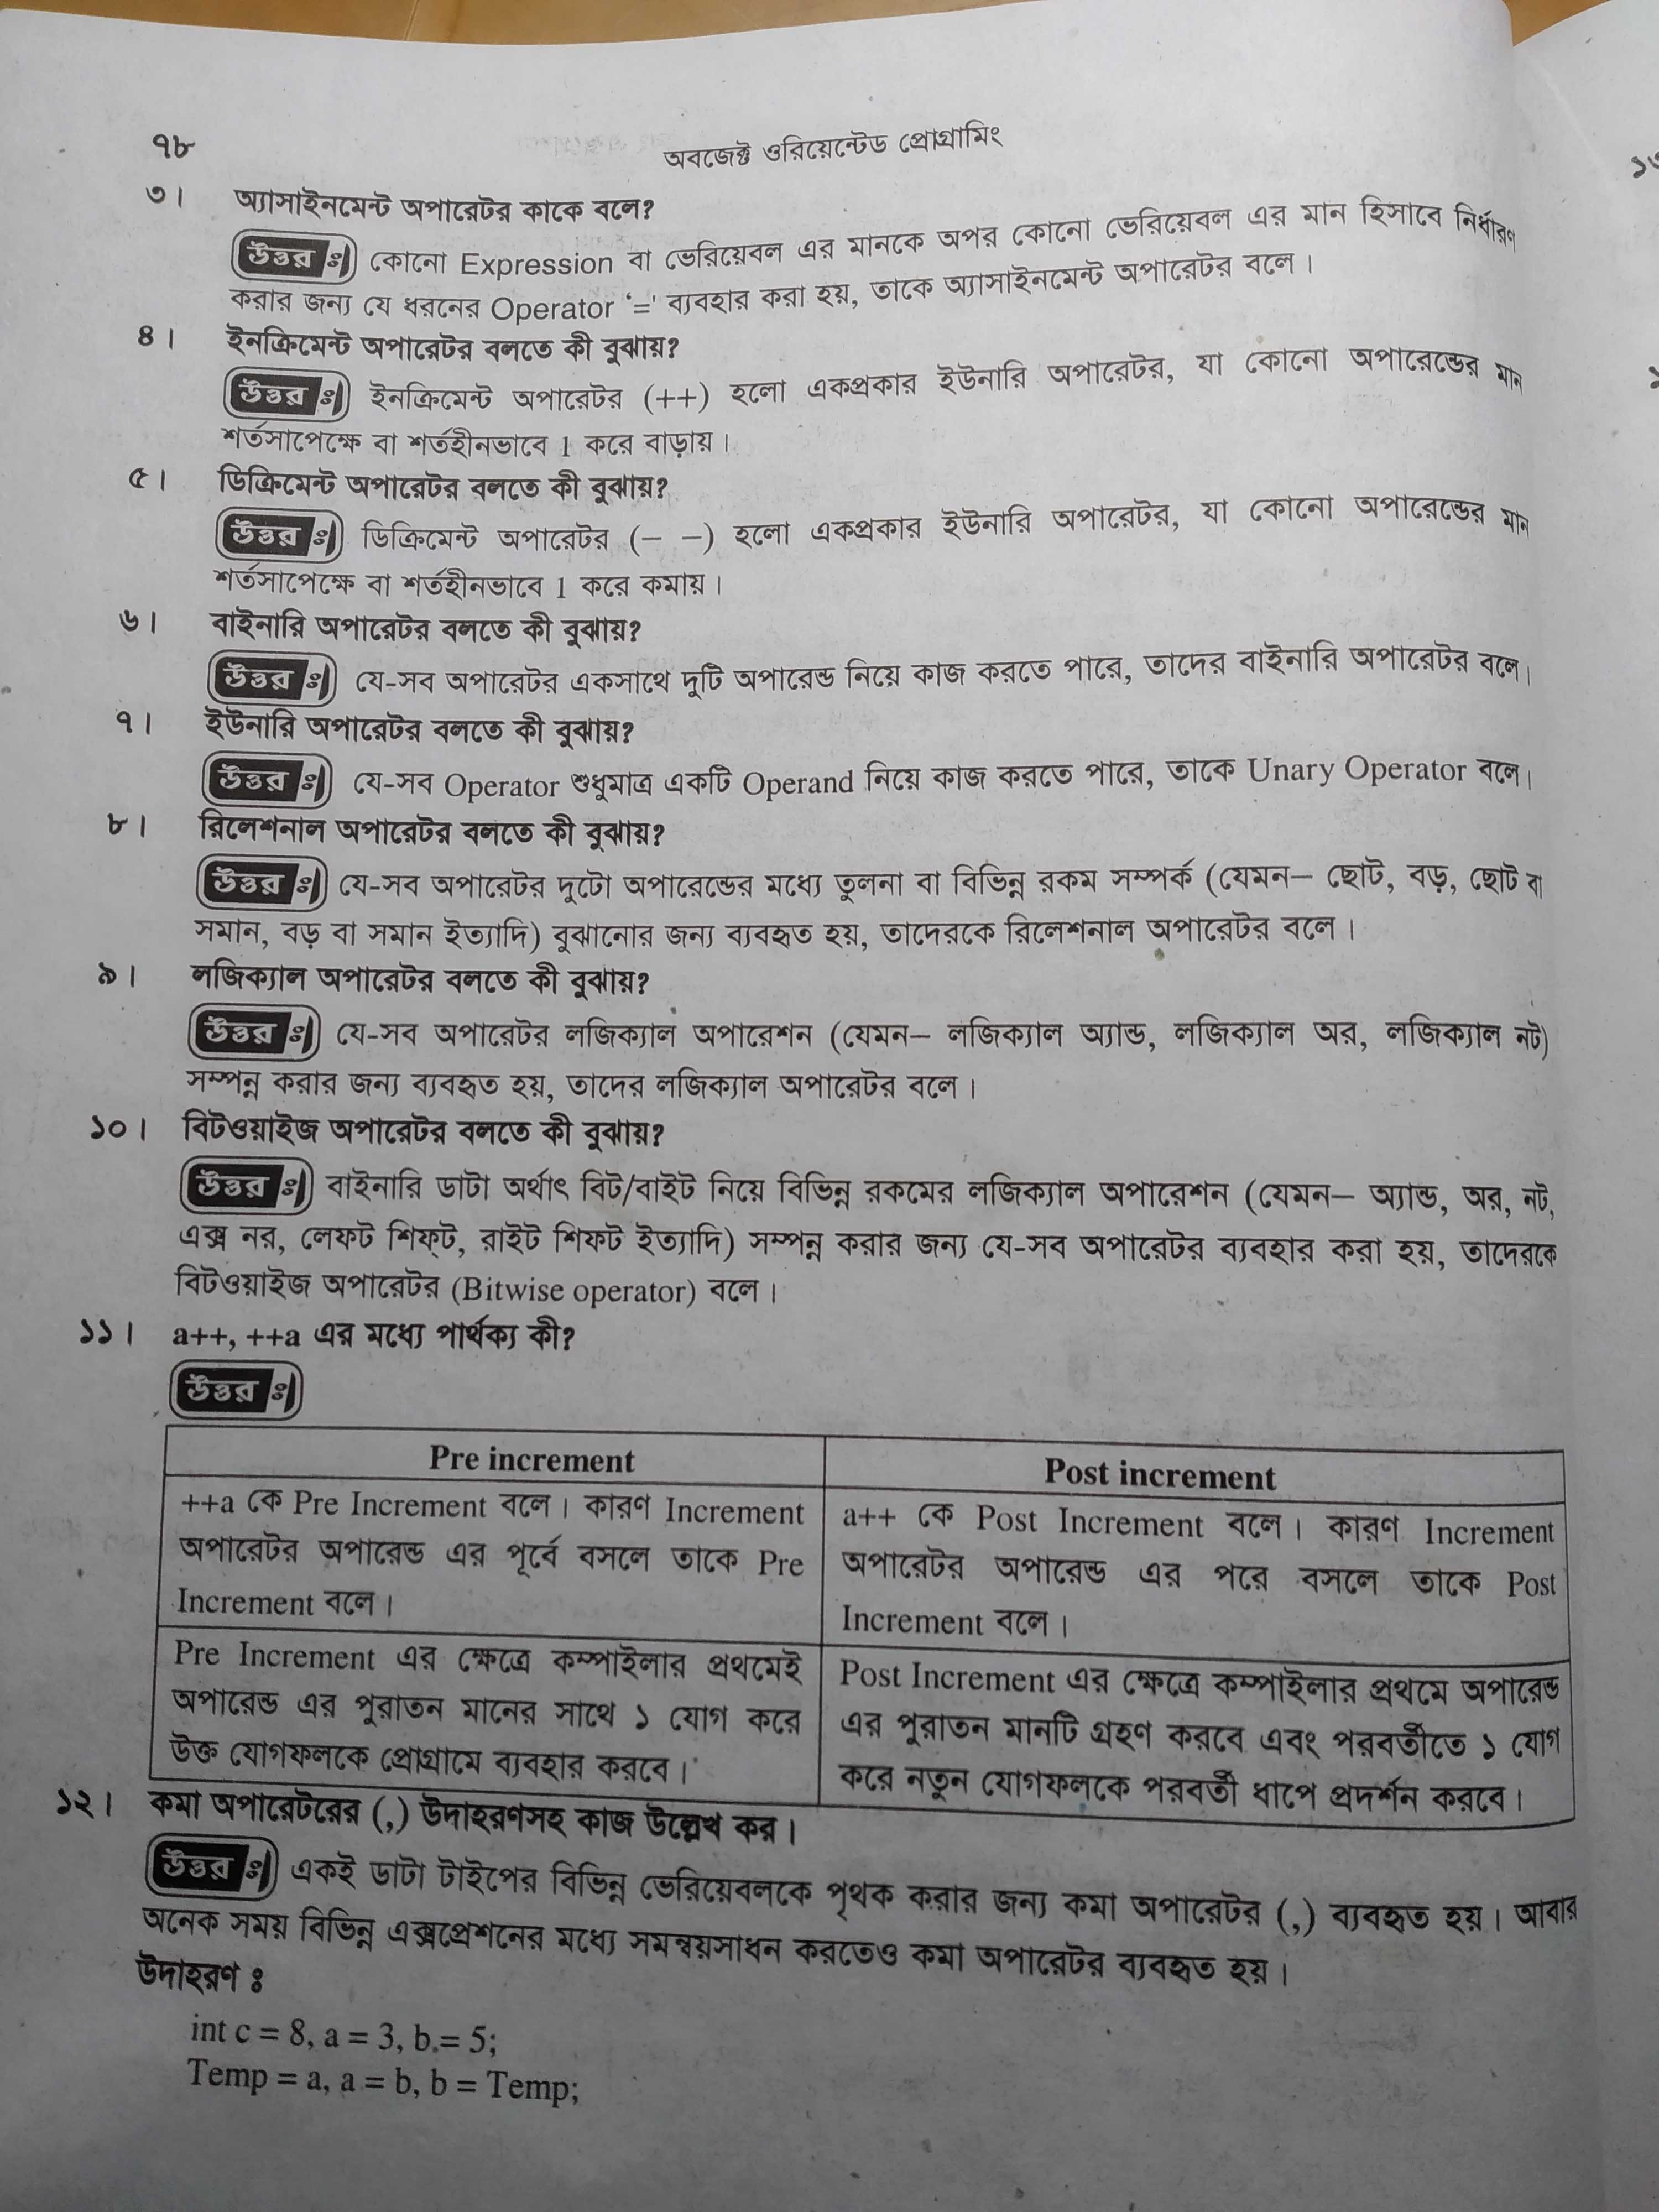 ৭৮
অবজেক্ট ওরিয়েন্টেড প্রোগ্রামিং
৩। অ্যাসাইনমেন্ট অপারেটর কাকে বলে?
উত্তর ঃ কোনো Expression বা ভেরিয়েবল এর মানকে অপর কোনো ভেরিয়েবল এর মান হিসাবে নির্ধারণ
করার জন্য যে ধরনের Operator ‘=' ব্যবহার করা হয়, তাকে অ্যাসাইনমেন্ট অপারেটর বলে।
৪। ইনক্রিমেন্ট অপারেটর বলতে কী বুঝায়?
উত্তর ঃ ইনক্রিমেন্ট অপারেটর (++) হলো একপ্রকার ইউনারি অপারেটর, যা কোনো অপারেন্ডের মান
শর্তসাপেক্ষে বা শর্তহীনভাবে 1 করে বাড়ায়।
৫। ডিক্রিমেন্ট অপারেটর বলতে কী বুঝায়?
উত্তর ঃ ডিক্রিমেন্ট অপারেটর (– –) হলো একপ্রকার ইউনারি অপারেটর, যা কোনো অপারেন্ডের মান
শর্তসাপেক্ষে বা শর্তহীনভাবে 1 করে কমায়।
৬। বাইনারি অপারেটর বলতে কী বুঝায়?
উত্তর ঃ যে-সব অপারেটর একসাথে দুটি অপারেন্ড নিয়ে কাজ করতে পারে, তাদের বাইনারি অপারেটর বলে।
৭। ইউনারি অপারেটর বলতে কী বুঝায়?
উত্তর ঃ যে-সব Operator শুধুমাত্র একটি Operand নিয়ে কাজ করতে পারে, তাকে Unary Operator বলে।
৮। রিলেশনাল অপারেটর বলতে কী বুঝায়?
উত্তর ঃ যে-সব অপারেটর দুটো অপারেন্ডের মধ্যে তুলনা বা বিভিন্ন রকম সম্পর্ক (যেমন– ছোট, বড়, ছোট বা
সমান, বড় বা সমান ইত্যাদি) বুঝানোর জন্য ব্যবহৃত হয়, তাদেরকে রিলেশনাল অপারেটর বলে।
৯। লজিক্যাল অপারেটর বলতে কী বুঝায়?
উত্তর ঃ যে-সব অপারেটর লজিক্যাল অপারেশন (যেমন– লজিক্যাল অ্যান্ড, লজিক্যাল অর, লজিক্যাল নট)
সম্পন্ন করার জন্য ব্যবহৃত হয়, তাদের লজিক্যাল অপারেটর বলে।
১০। বিটওয়াইজ অপারেটর বলতে কী বুঝায়?
উত্তর ঃ বাইনারি ডাটা অর্থাৎ বিট/বাইট নিয়ে বিভিন্ন রকমের লজিক্যাল অপারেশন (যেমন– অ্যান্ড, অর, নট,
এক্স নর, লেফট শিফ্ট, রাইট শিফট ইত্যাদি) সম্পন্ন করার জন্য যে-সব অপারেটর ব্যবহার করা হয়, তাদেরকে
বিটওয়াইজ অপারেটর (Bitwise operator) বলে।
১১। a++, ++a এর মধ্যে পার্থক্য কী?
উত্তর ঃ
Pre increment
Post increment
++a কে Pre Increment বলে। কারণ Increment
অপারেটর অপারেন্ড এর পূর্বে বসলে তাকে Pre
Increment বলে।
a++ কে Post Increment বলে। কারণ Increment
অপারেটর অপারেন্ড এর পরে বসলে তাকে Post
Increment বলে।
Pre Increment এর ক্ষেত্রে কম্পাইলার প্রথমেই
অপারেন্ড এর পুরাতন মানের সাথে ১ যোগ করে
উক্ত যোগফলকে প্রোগ্রামে ব্যবহার করবে।
Post Increment এর ক্ষেত্রে কম্পাইলার প্রথমে অপারেন্ড
এর পুরাতন মানটি গ্রহণ করবে এবং পরবর্তীতে ১ যোগ
করে নতুন যোগফলকে পরবর্তী ধাপে প্রদর্শন করবে।
১২। কমা অপারেটরের (,) উদাহরণসহ কাজ উল্লেখ কর।
উত্তর ঃ একই ডাটা টাইপের বিভিন্ন ভেরিয়েবলকে পৃথক করার জন্য কমা অপারেটর (,) ব্যবহৃত হয়। আবার
অনেক সময় বিভিন্ন এক্সপ্রেশনের মধ্যে সমন্বয়সাধন করতেও কমা অপারেটর ব্যবহৃত হয়।
উদাহরণ ঃ
int c = 8, a = 3, b = 5;
Temp = a, a = b, b = Temp;